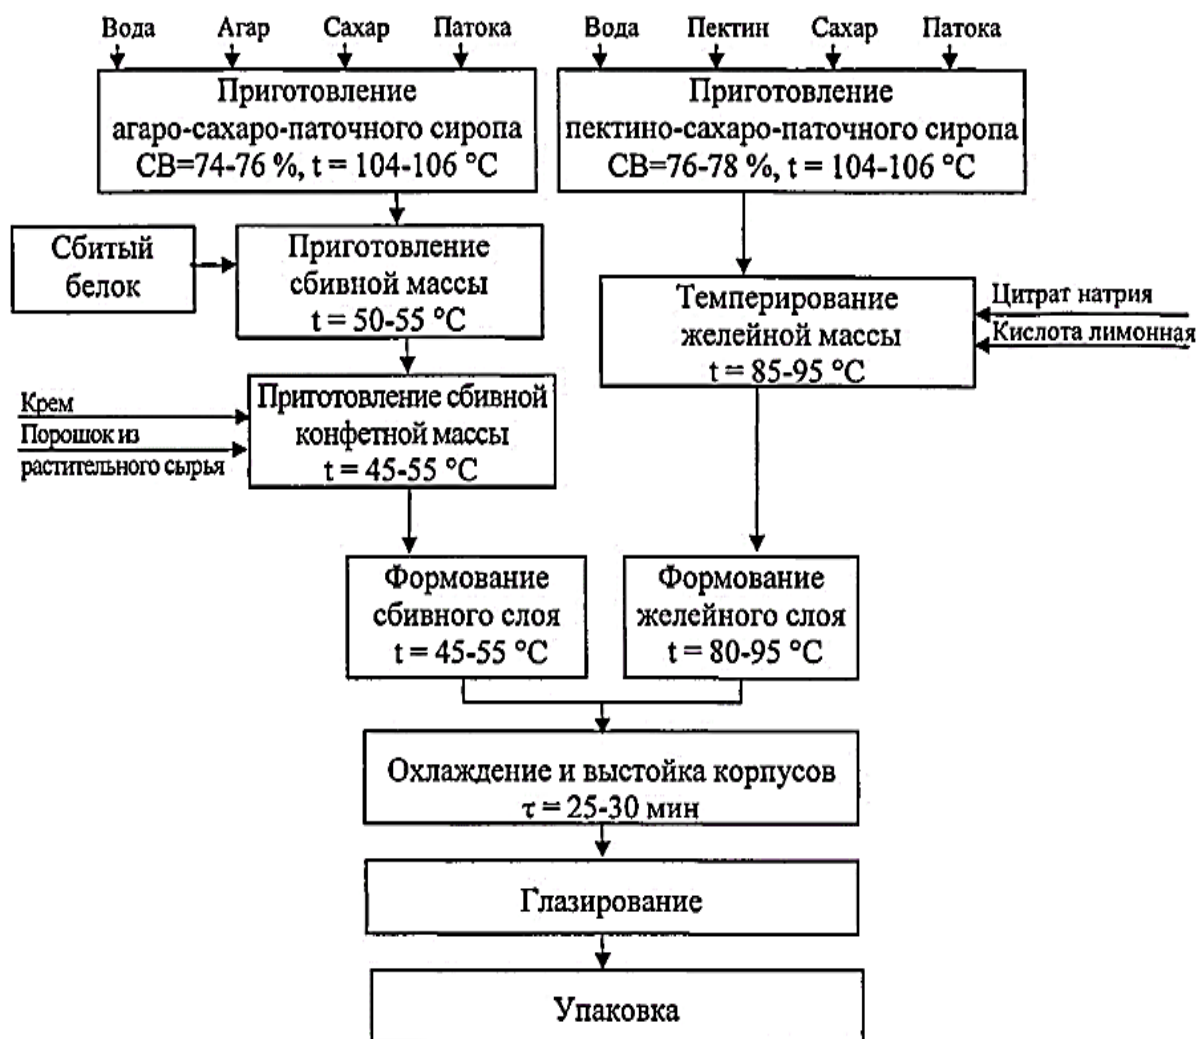 Вода Агар Сахар Патока Вода Пектин Сахар Патока
Приготовление
агаро-сахаро-паточного сиропа
СВ=74-76 %, t = 104-106 °C
Приготовление
пектино-сахаро-паточного сиропа
СВ=76-78 %, t = 104-106 °C
Сбитый
белок
Приготовление
сбивной массы
t = 50-55 °C
Темперирование
желейной массы
t = 85-95 °C
Цитрат натрия
Кислота лимонная
Крем
Порошок из
растительного сырья
Приготовление сбивной
конфетной массы
t = 45-55 °C
Формование
сбивного слоя
t = 45-55 °C
Формование
желейного слоя
t = 80-95 °C
Охлаждение и выстойка корпусов
τ = 25-30 мин
Глазирование
Упаковка